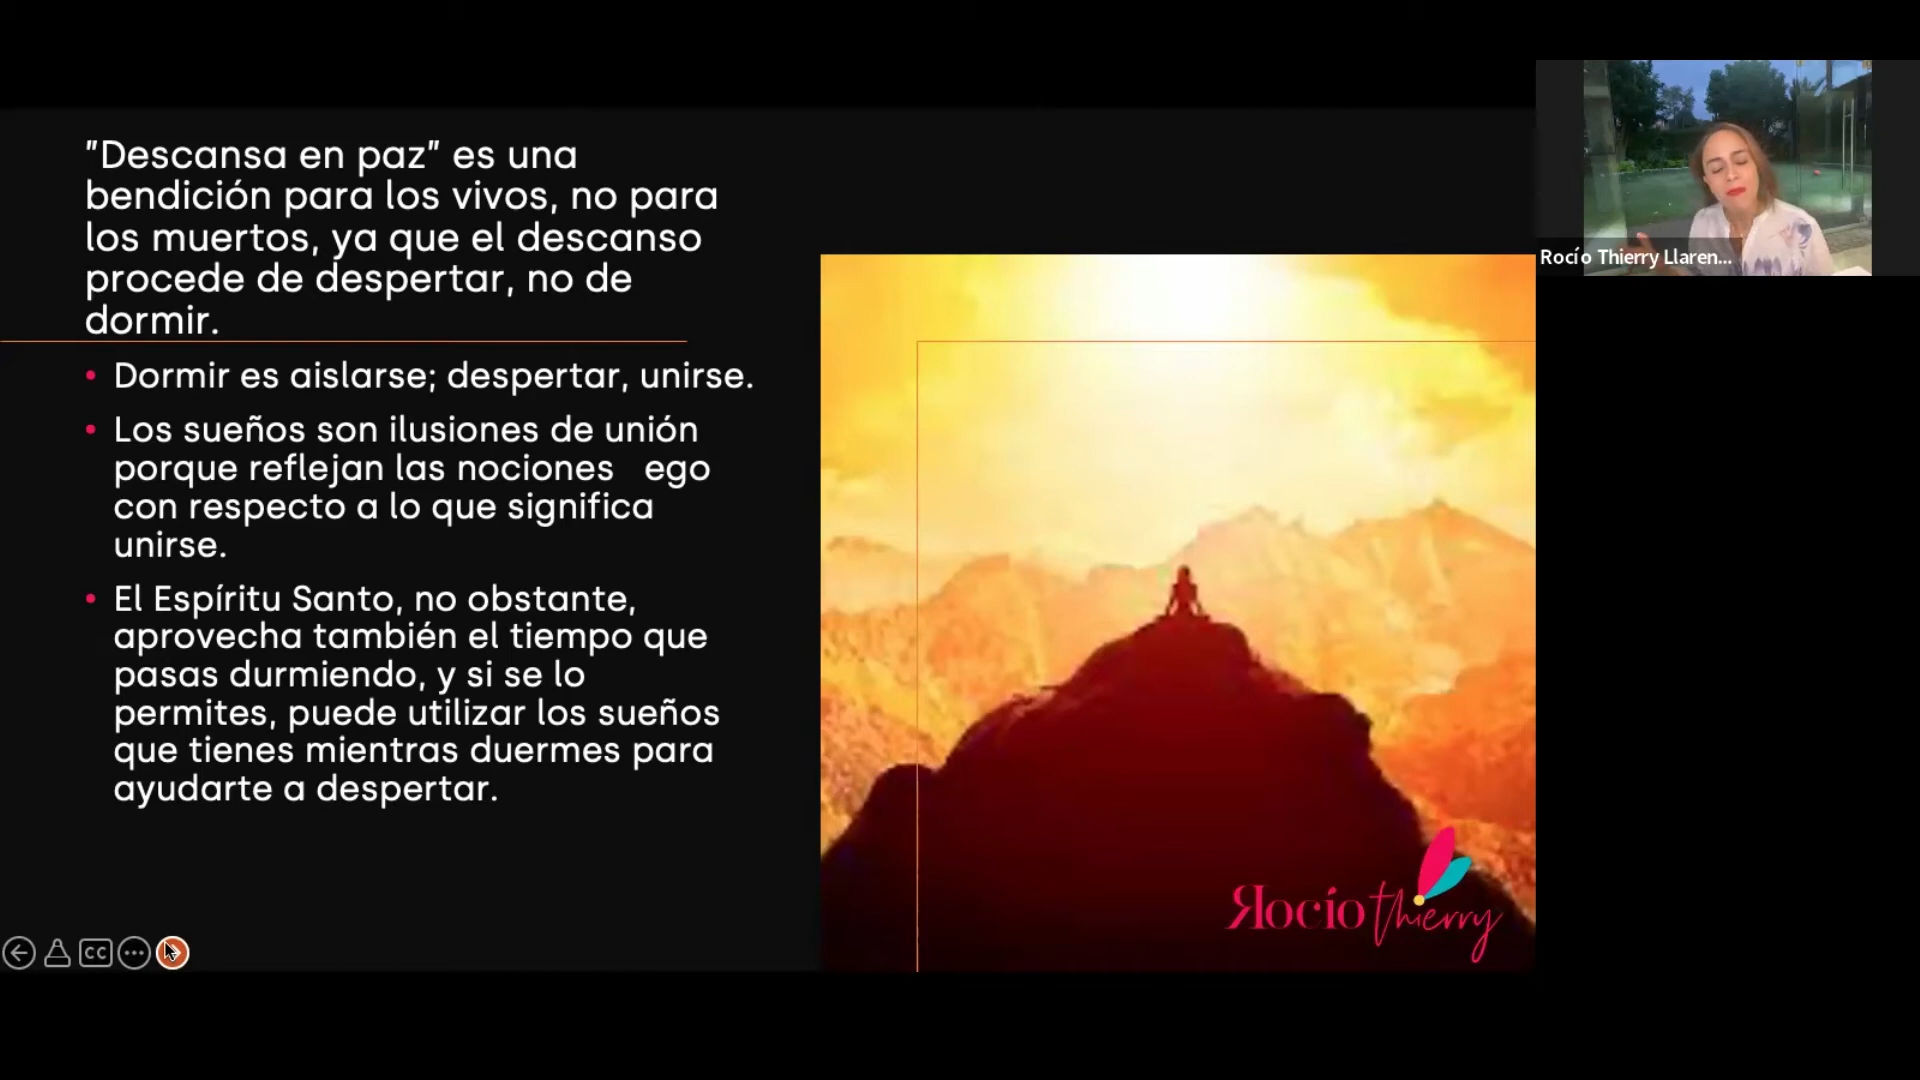 ”Descansa en paz” es una
bendición para los vivos, no para
los muertos, ya que el descanso
procede de despertar, no de
dormir.
• Dormir es aislarse; despertar, unirse.
• Los sueños son ilusiones de unión
porque reflejan las nociones ego
con respecto a lo que significa
unirse.
• El Espíritu Santo, no obstante,
aprovecha también el tiempo que
pasas durmiendo, y si se lo
permites, puede utilizar los sueños
que tienes mientras duermes para
ayudarte a despertar.
Rocío Thierry Llaren...
Rocío thierry
CC